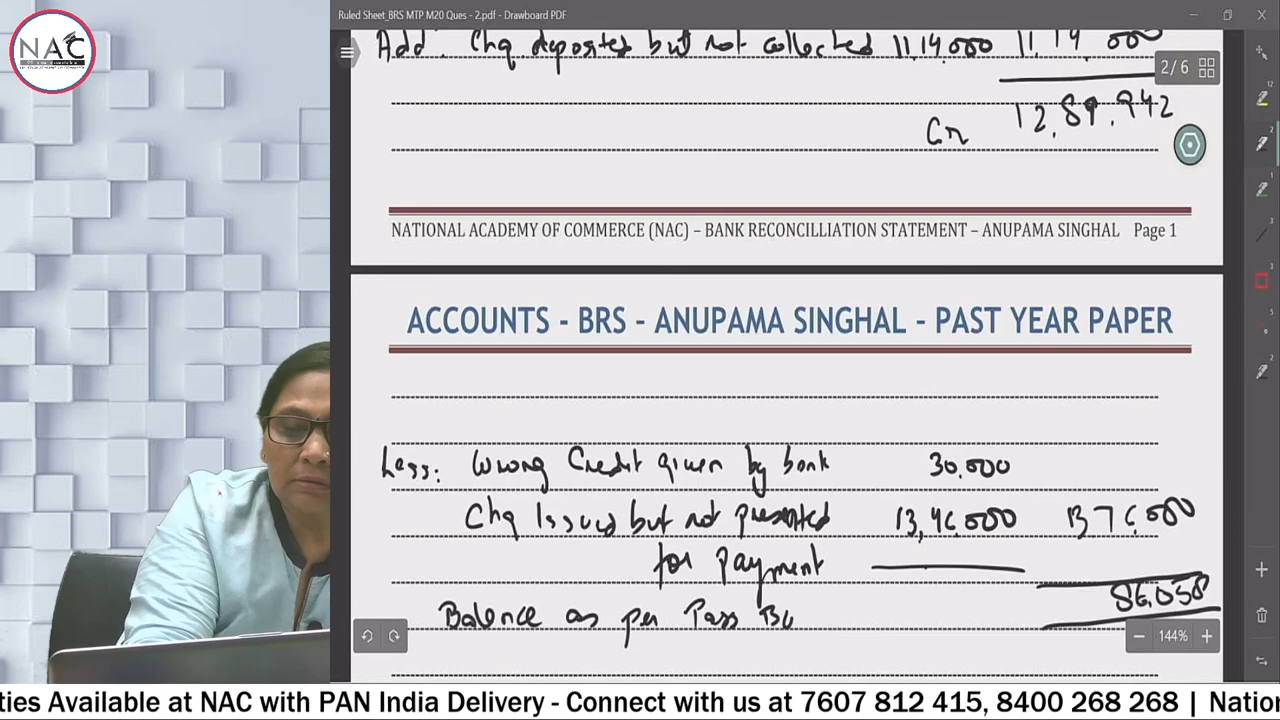 Ruled Sheet_BRS MTP M20 Ques - 2.pdf - Drawboard PDF
NAC
Add: Chq deposited but not collected 11,14,000 11,14,000
2/6
Cr 12,89,942
NATIONAL ACADEMY OF COMMERCE (NAC) – BANK RECONCILLIATION STATEMENT – ANUPAMA SINGHAL Page 1
ACCOUNTS - BRS - ANUPAMA SINGHAL - PAST YEAR PAPER
Less: Wrong Credit given by bank 30,000
Chq Issued but not presented 13,46,000 13,76,000
for payment
86,058
Balance as per Pass
144%
ties Available at NAC with PAN India Delivery - Connect with us at 7607 812 415, 8400 268 268 | Nation